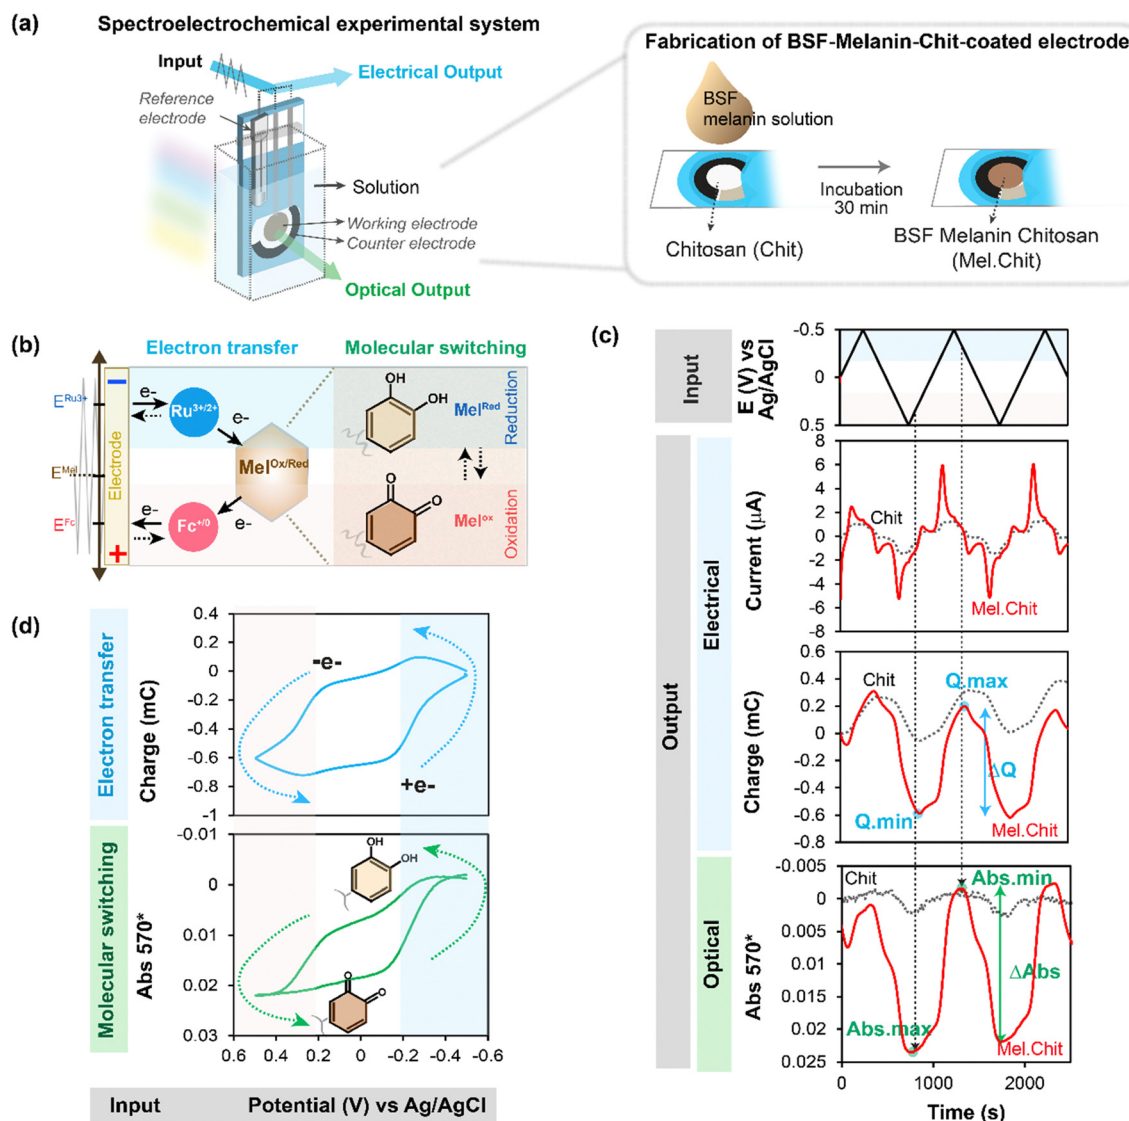 (a)
Spectroelectrochemical experimental system
Input
Electrical Output
Reference
electrode
Solution
Working electrode
Counter electrode
Optical Output
Fabrication of BSF-Melanin-Chit-coated electrode
BSF
melanin solution
Incubation
30 min
Chitosan (Chit)
BSF Melanin Chitosan
(Mel.Chit)
(b)
Electron transfer
Molecular switching
E^Ru3+
E^Mel
E^Fc
Electrode
e-
Ru^3+/2+
e-
Mel^Ox/Red
Fc^+/0
e-
e-
OH
OH
Mel^Red
Reduction
O
O
Mel^ox
Oxidation
(c)
Input
E (V) vs
Ag/AgCl
-0.5
0
0.5
Output
Electrical
Current (μA)
8
6
4
2
0
-2
-4
-6
-8
Chit
Mel.Chit
Charge (mC)
0.6
0.4
0.2
0
-0.2
-0.4
-0.6
-0.8
Chit
Q.max
ΔQ
Q.min
Mel.Chit
Optical
Abs 570*
-0.005
0
0.005
0.01
0.015
0.02
0.025
Chit
Abs.min
ΔAbs
Abs.max
Mel.Chit
0
1000
2000
Time (s)
(d)
Electron transfer
Charge (mC)
0.4
0.2
0
-0.2
-0.4
-0.6
-0.8
-1
-e-
+e-
Molecular switching
Abs 570*
-0.01
0
0.01
0.02
0.03
OH
OH
O
O
0.6 0.4 0.2 0 -0.2 -0.4 -0.6
Input
Potential (V) vs Ag/AgCl